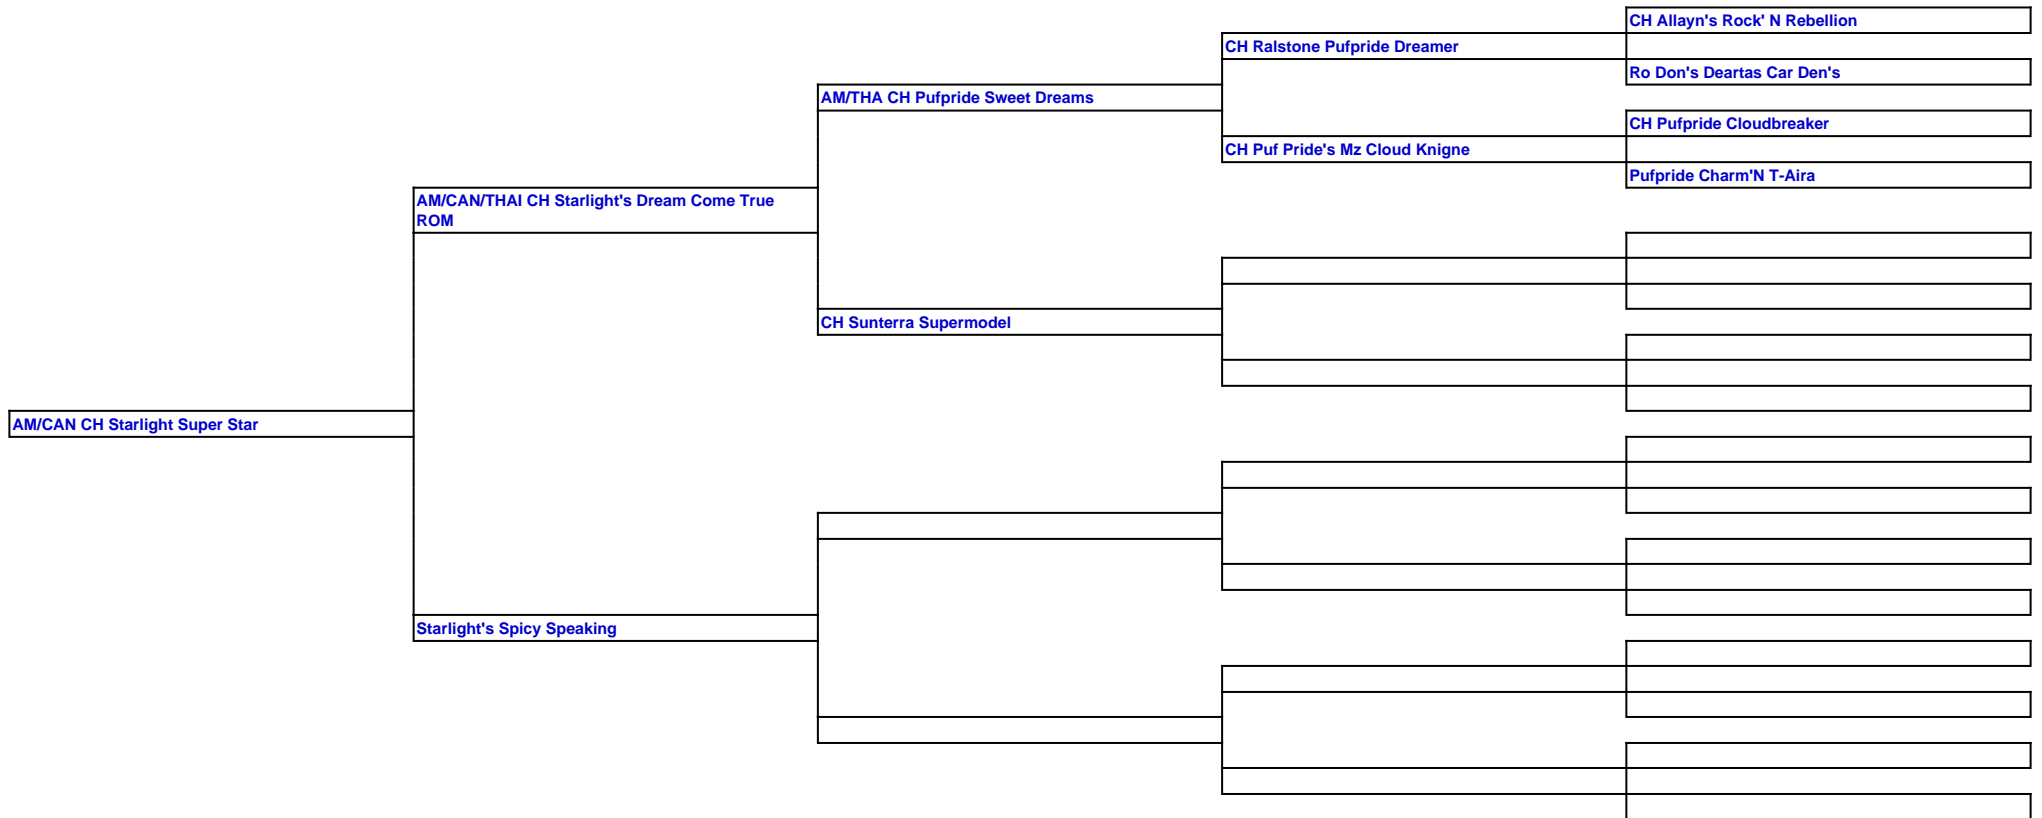 CH Allayn's Rock' N Rebellion
CH Ralstone Pufpride Dreamer
Ro Don's Deartas Car Den's
AM/THA CH Pufpride Sweet Dreams
CH Pufpride Cloudbreaker
CH Puf Pride's Mz Cloud Knigne
Pufpride Charm'N T-Aira
AM/CAN/THAI CH Starlight's Dream Come True
ROM
CH Sunterra Supermodel
AM/CAN CH Starlight Super Star
Starlight's Spicy Speaking